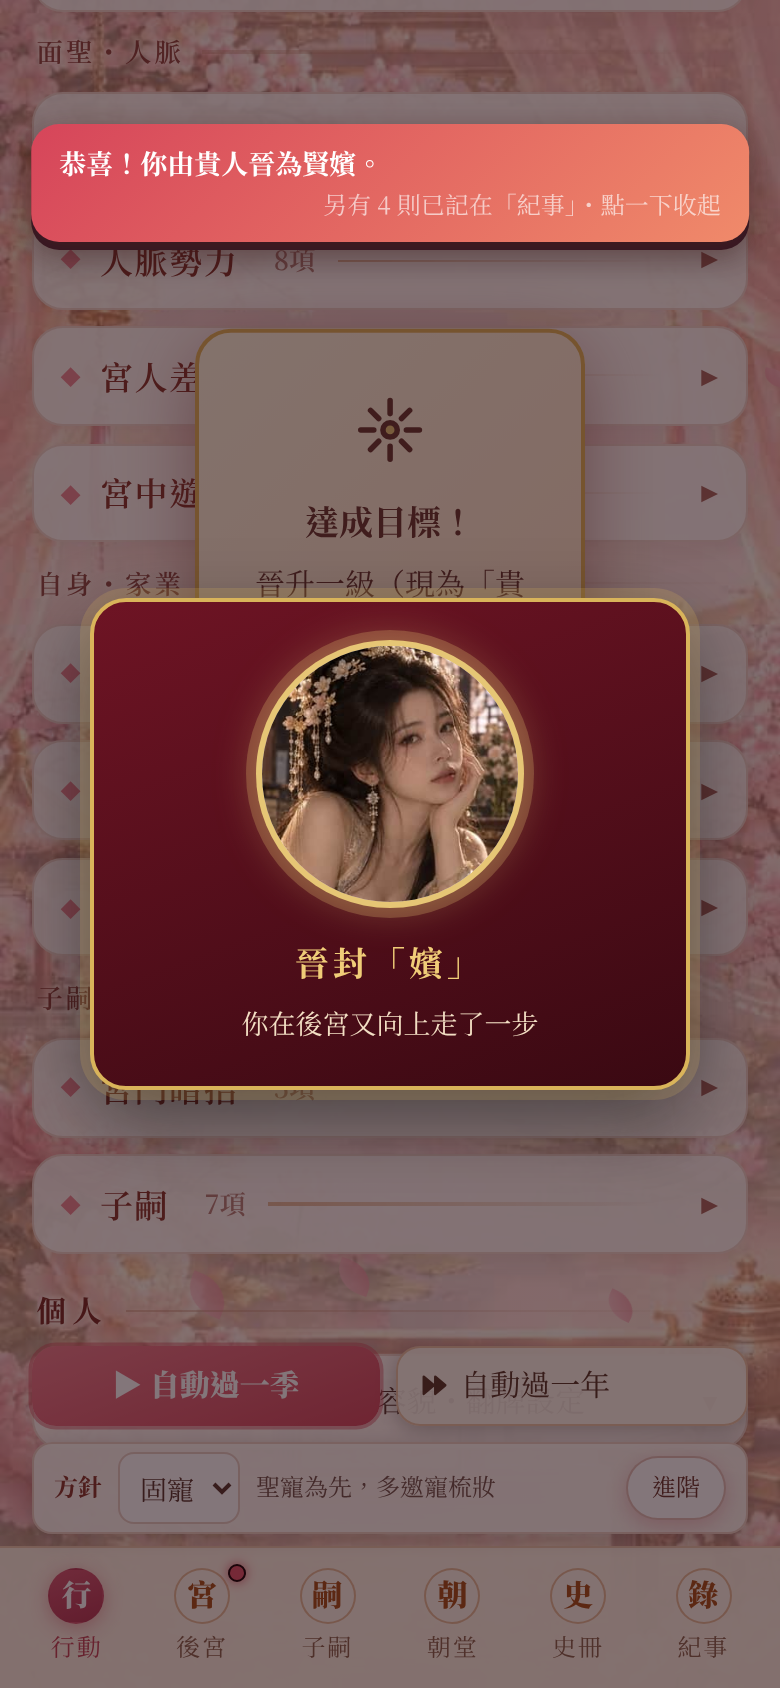 面聖·人脈
恭喜！你由貴人晉為賢嬪。
另有 4 則已記在「紀事」· 點一下收起
人脈勢力 8項
宮人差
宮中遊
達成目標！
自身·家業
晉升一級（現為「貴
晉封「嬪」
你在後宮又向上走了一步
子嗣
宮鬥暗招
子嗣 7項
個人
自動過一季
自動過一年
方針 固寵 聖寵為先，多邀寵梳妝 進階
行 宮 嗣 朝 史 錄
行動 後宮 子嗣 朝堂 史冊 紀事